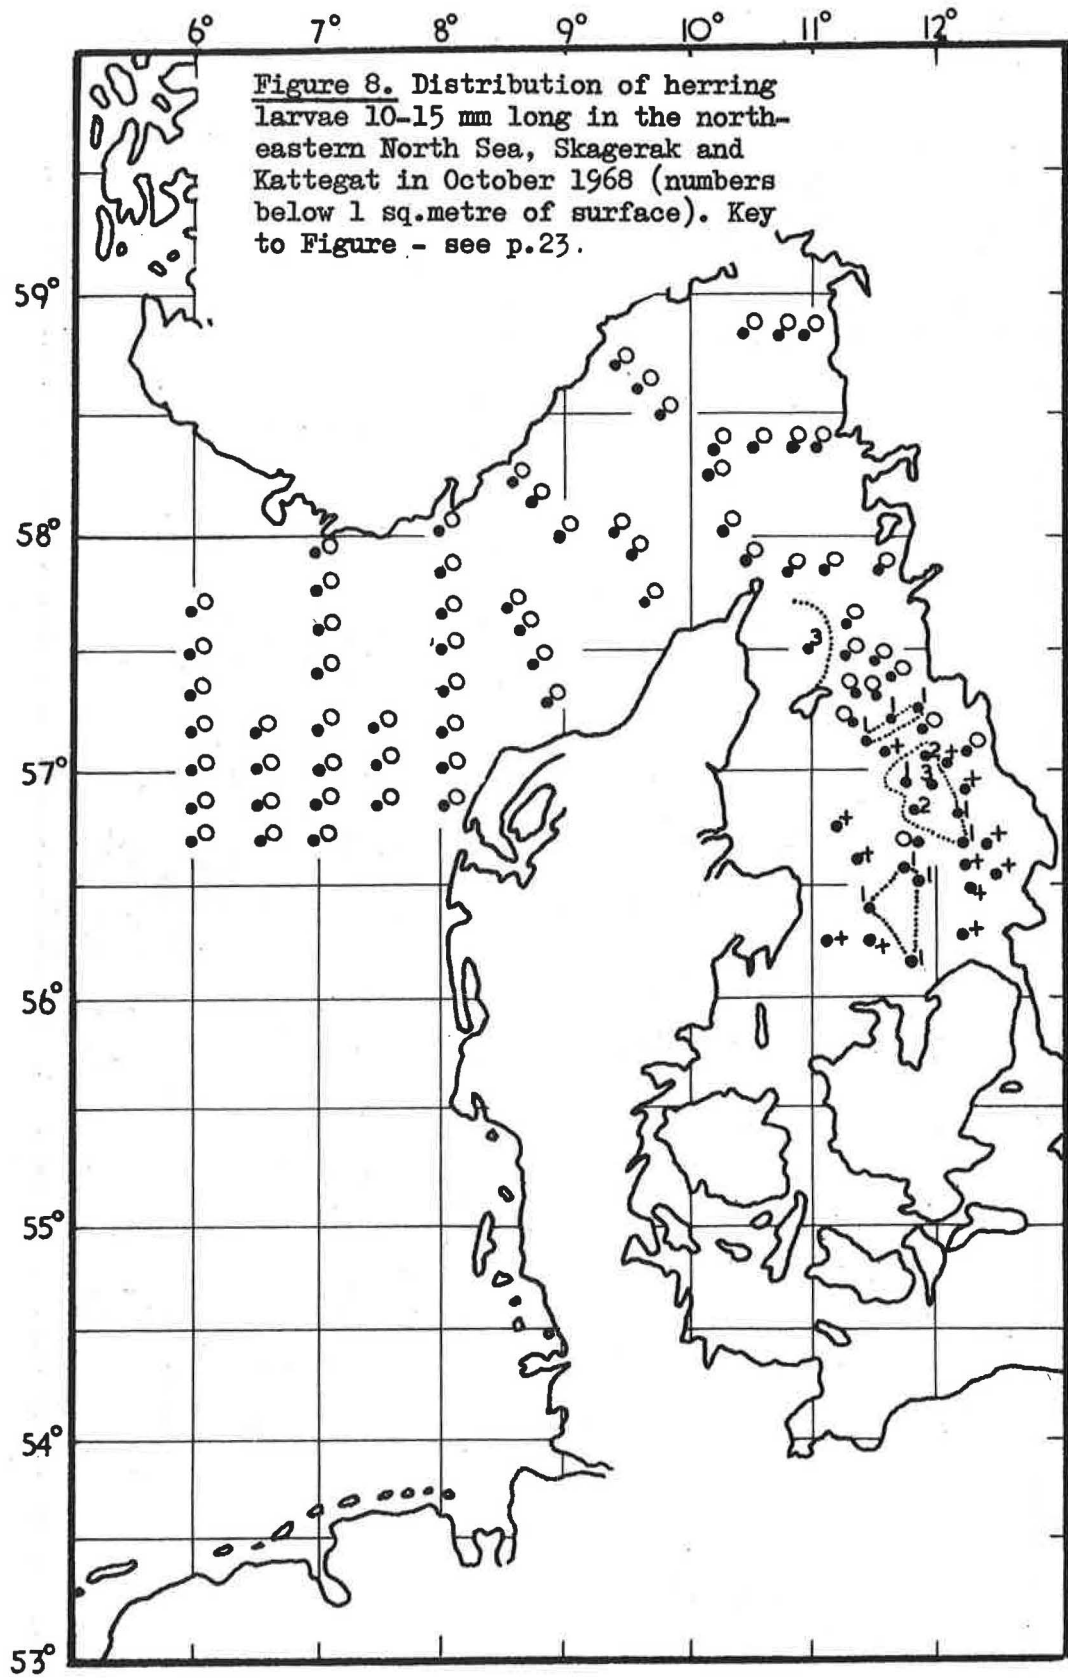 6° 7° 8° 9° 10° 11° 12°
Figure 8. Distribution of herring
larvae 10-15 mm long in the north-
eastern North Sea, Skagerak and
Kattegat in October 1968 (numbers
below 1 sq.metre of surface). Key
to Figure - see p.23.
59°
58°
3
1 1
1
57°
+ 2 +
3 +
2 1
+
1 +
+ 1 + +
1
1 +
+
+ + 1
56°
55°
54°
53°